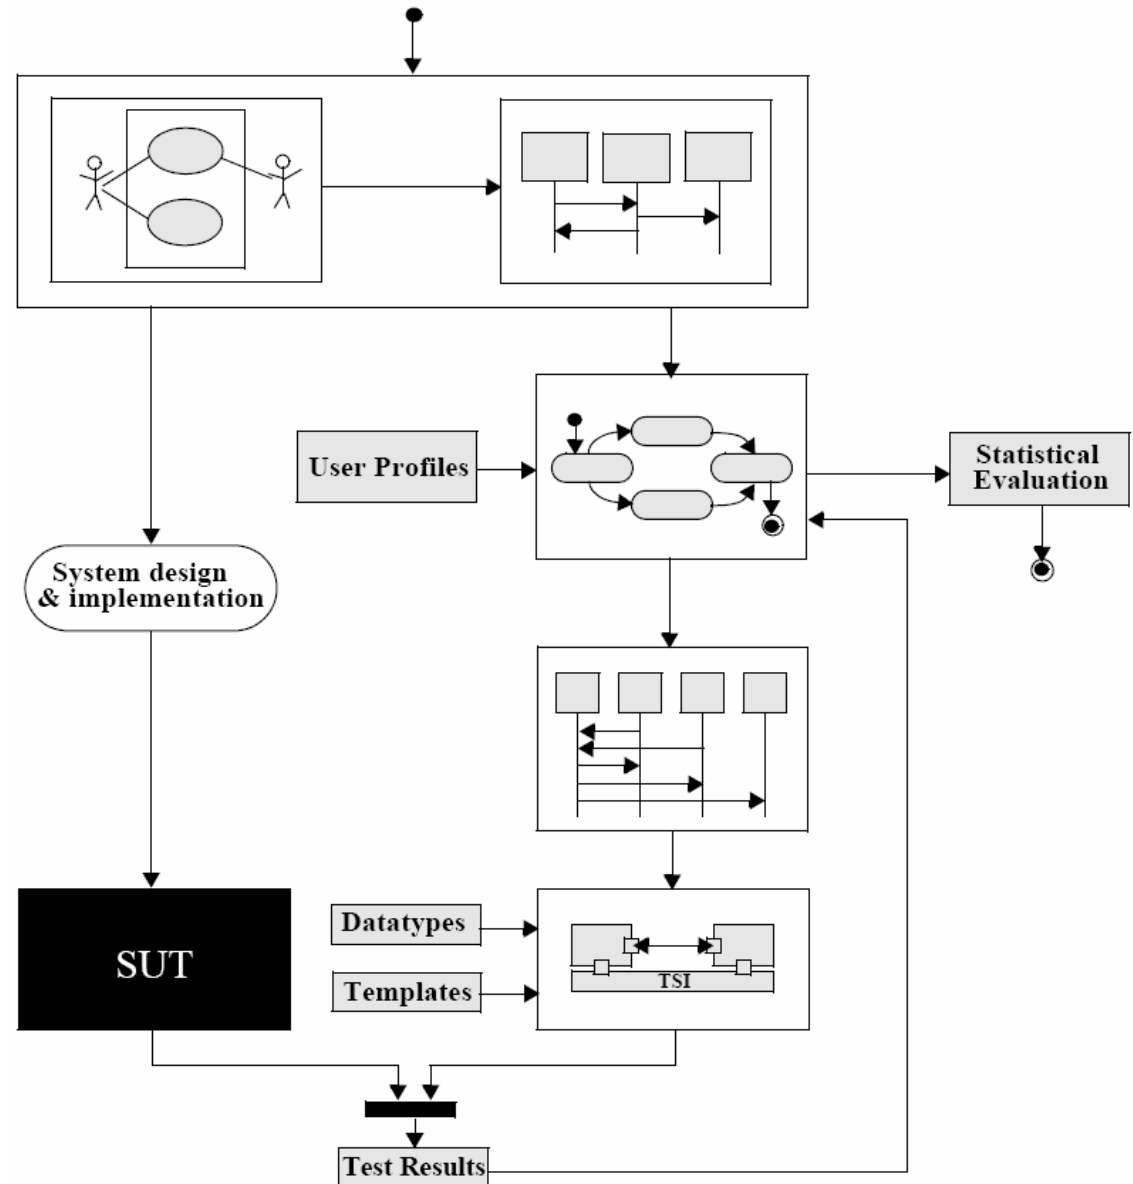 User Profiles
Statistical
Evaluation
System design
& implementation
SUT
Datatypes
Templates
TSI
Test Results